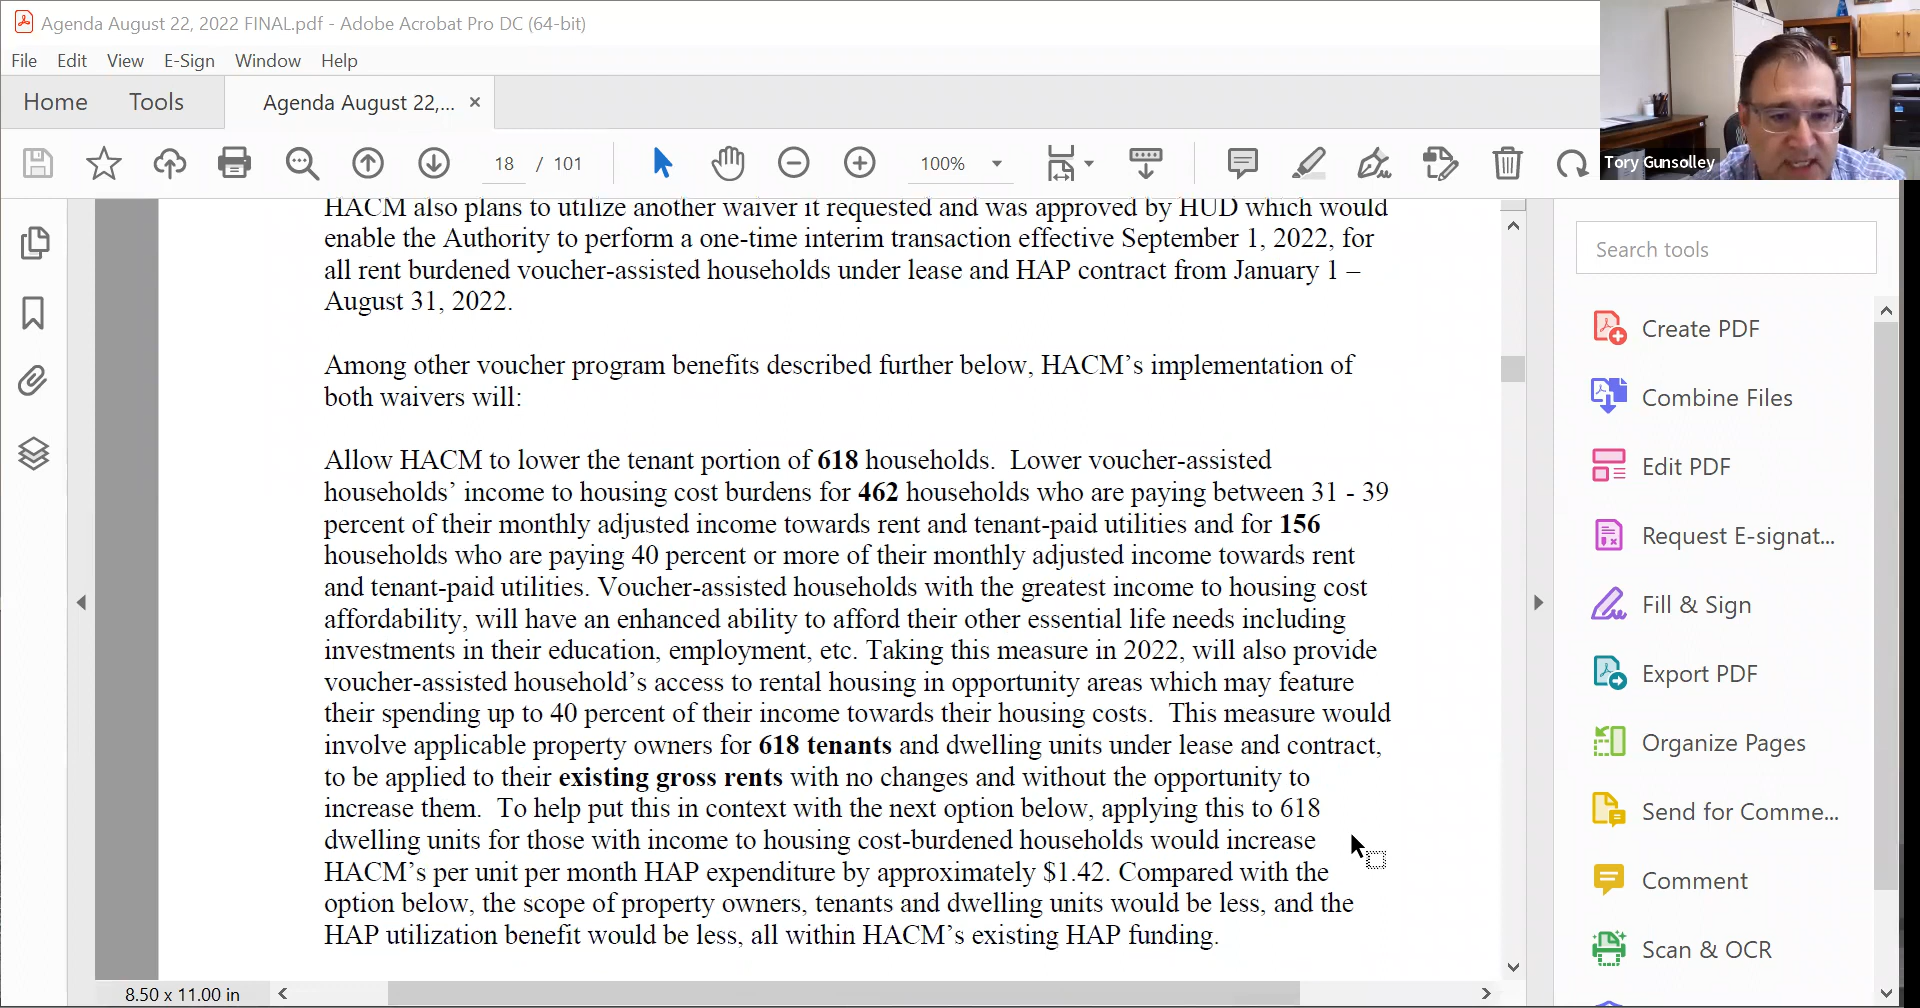 Agenda August 22, 2022 FINAL.pdf - Adobe Acrobat Pro DC (64-bit)
File Edit View E-Sign Window Help
Home Tools Agenda August 22,... ×
18 / 101 100%
Tory Gunsolley
HACM also plans to utilize another waiver it requested and was approved by HUD which would
enable the Authority to perform a one-time interim transaction effective September 1, 2022, for
all rent burdened voucher-assisted households under lease and HAP contract from January 1 –
August 31, 2022.
Among other voucher program benefits described further below, HACM’s implementation of
both waivers will:
Allow HACM to lower the tenant portion of 618 households.  Lower voucher-assisted
households’ income to housing cost burdens for 462 households who are paying between 31 - 39
percent of their monthly adjusted income towards rent and tenant-paid utilities and for 156
households who are paying 40 percent or more of their monthly adjusted income towards rent
and tenant-paid utilities. Voucher-assisted households with the greatest income to housing cost
affordability, will have an enhanced ability to afford their other essential life needs including
investments in their education, employment, etc. Taking this measure in 2022, will also provide
voucher-assisted household’s access to rental housing in opportunity areas which may feature
their spending up to 40 percent of their income towards their housing costs.  This measure would
involve applicable property owners for 618 tenants and dwelling units under lease and contract,
to be applied to their existing gross rents with no changes and without the opportunity to
increase them.  To help put this in context with the next option below, applying this to 618
dwelling units for those with income to housing cost-burdened households would increase
HACM’s per unit per month HAP expenditure by approximately $1.42. Compared with the
option below, the scope of property owners, tenants and dwelling units would be less, and the
HAP utilization benefit would be less, all within HACM’s existing HAP funding.
8.50 x 11.00 in
Search tools
Create PDF
Combine Files
Edit PDF
Request E-signat...
Fill & Sign
Export PDF
Organize Pages
Send for Comme...
Comment
Scan & OCR